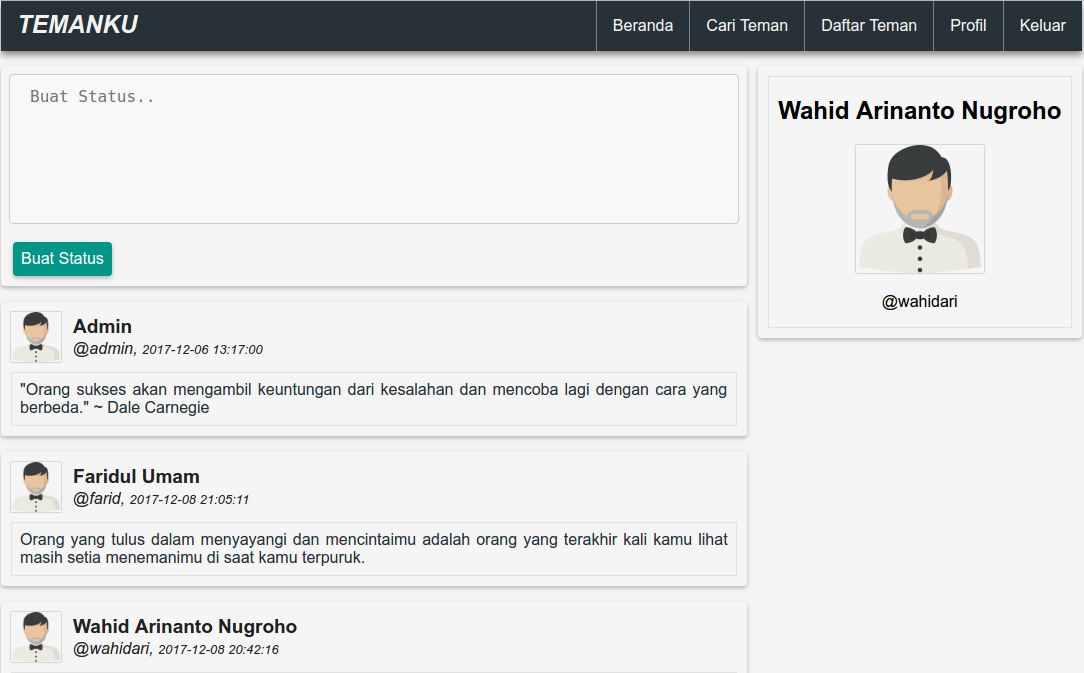 TEMANKU
Beranda
Cari Teman
Daftar Teman
Profil
Keluar
Buat Status..
Buat Status
Wahid Arinanto Nugroho
@wahidari
Admin
@admin, 2017-12-06 13:17:00
"Orang sukses akan mengambil keuntungan dari kesalahan dan mencoba lagi dengan cara yang
berbeda." ~ Dale Carnegie
Faridul Umam
@farid, 2017-12-08 21:05:11
Orang yang tulus dalam menyayangi dan mencintaimu adalah orang yang terakhir kali kamu lihat
masih setia menemanimu di saat kamu terpuruk.
Wahid Arinanto Nugroho
@wahidari, 2017-12-08 20:42:16